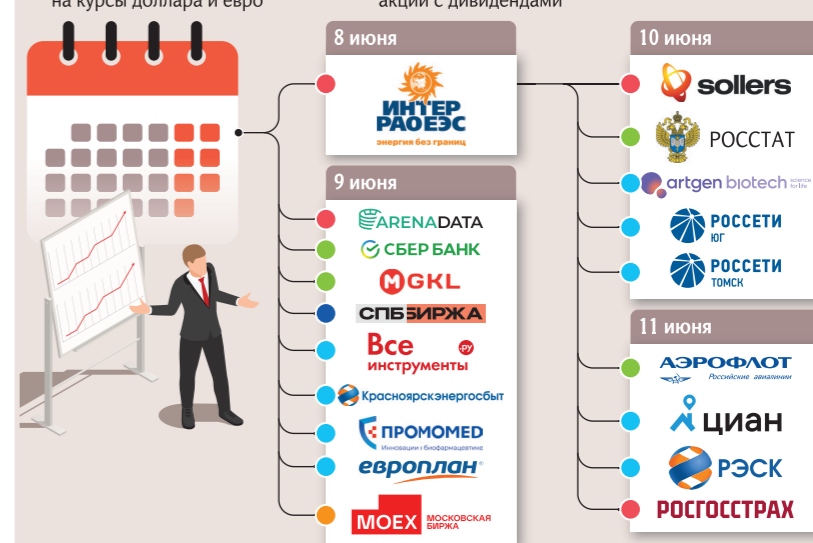 на курсы доллара и евро
акции с дивидендами
8 июня
ИНТЕР
РАОЕЭС
энергия без границ
9 июня
ARENADATA
СБЕР БАНК
MGKL
СПБ БИРЖА
Все
.РУ
инструменты
Красноярскэнергосбыт
ПРОМОМЕД
Инновации г биофармацевтике
европлан
MOEX
МОСКОВСКАЯ
БИРЖА
10 июня
sollers
РОССТАТ
artgen biotech
science
for life
РОССЕТИ
ЮГ
РОССЕТИ
ТОМСК
11 июня
АЭРОФЛОТ
Российские авиалинии
циан
РЭСК
РОСГОССТРАХ